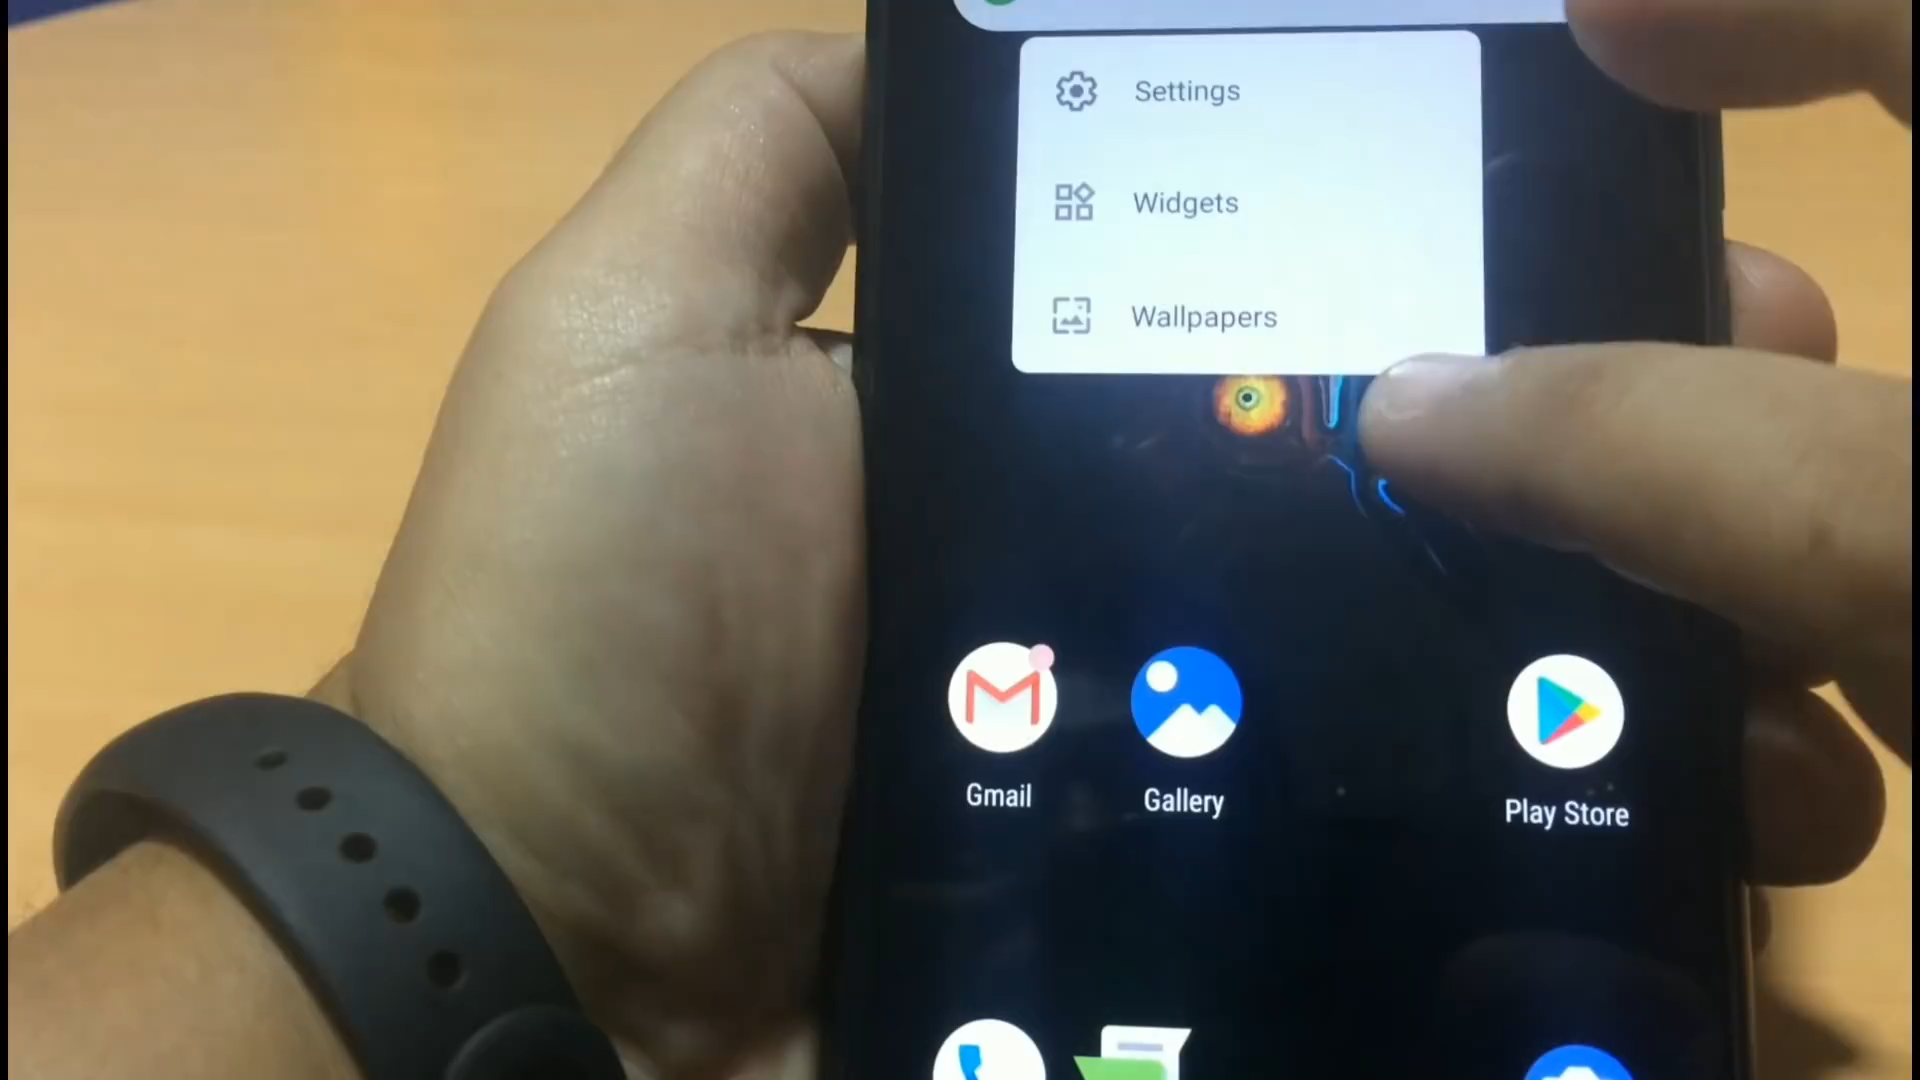 Settings
Widgets
Wallpapers
Gmail
Gallery
Play Store